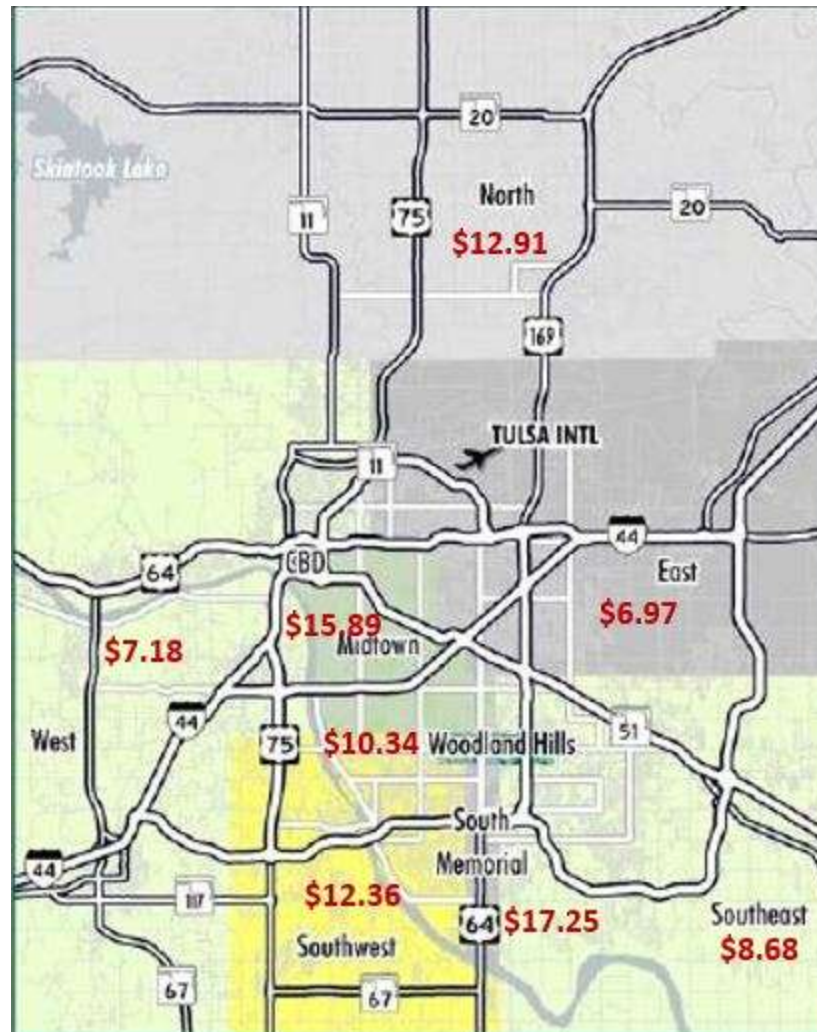 20
Skiatook Lake
North
11
75
20
$12.91
169
TULSA INTL
11
44
64
CBD
East
$6.97
$15.89
Midtown
$7.18
44
51
West
75
$10.34
Woodland Hills
South
Memorial
44
$12.36
117
64
$17.25
Southeast
Southwest
$8.68
67
67